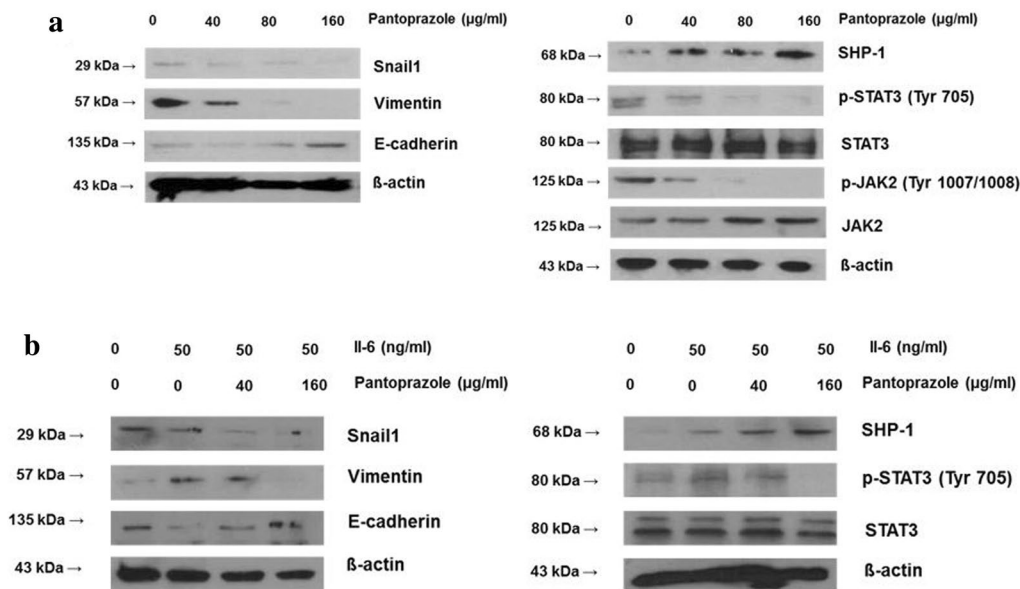 a
0 40 80 160 Pantoprazole (µg/ml)
29 kDa → Snail1
57 kDa → Vimentin
135 kDa → E-cadherin
43 kDa → ß-actin
0 40 80 160 Pantoprazole (µg/ml)
68 kDa → SHP-1
80 kDa → p-STAT3 (Tyr 705)
80 kDa → STAT3
125 kDa → p-JAK2 (Tyr 1007/1008)
125 kDa → JAK2
43 kDa → ß-actin
b
0 50 50 50 Il-6 (ng/ml)
0 0 40 160 Pantoprazole (µg/ml)
29 kDa → Snail1
57 kDa → Vimentin
135 kDa → E-cadherin
43 kDa → ß-actin
0 50 50 50 Il-6 (ng/ml)
0 0 40 160 Pantoprazole (µg/ml)
68 kDa → SHP-1
80 kDa → p-STAT3 (Tyr 705)
80 kDa → STAT3
43 kDa → ß-actin